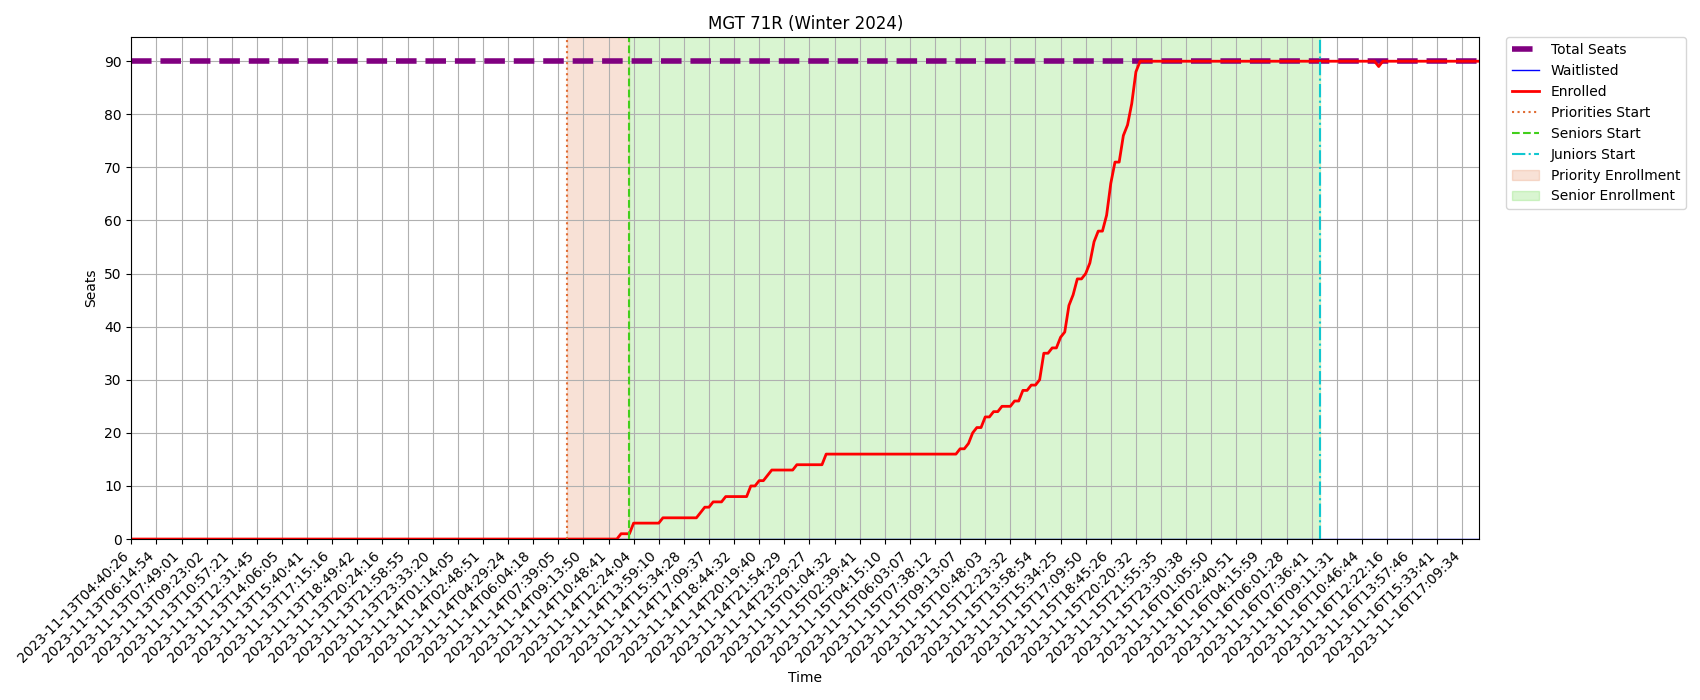 MGT 71R (Winter 2024)
Total Seats
Waitlisted
Enrolled
Priorities Start
Seniors Start
Juniors Start
Priority Enrollment
Senior Enrollment
Seats
90
80
70
60
50
40
30
20
10
0
2023-11-13T04:40:26
2023-11-13T06:14:54
2023-11-13T07:49:01
2023-11-13T09:23:02
2023-11-13T10:57:21
2023-11-13T12:31:45
2023-11-13T14:06:05
2023-11-13T15:40:41
2023-11-13T17:15:16
2023-11-13T18:49:42
2023-11-13T20:24:16
2023-11-13T21:58:55
2023-11-13T23:33:20
2023-11-14T01:14:05
2023-11-14T02:48:51
2023-11-14T04:29:24
2023-11-14T06:04:18
2023-11-14T07:39:05
2023-11-14T09:13:50
2023-11-14T10:48:41
2023-11-14T12:24:04
2023-11-14T13:59:10
2023-11-14T15:34:28
2023-11-14T17:09:37
2023-11-14T18:44:32
2023-11-14T20:19:40
2023-11-14T21:54:29
2023-11-14T23:29:27
2023-11-15T01:04:32
2023-11-15T02:39:41
2023-11-15T04:15:10
2023-11-15T06:03:07
2023-11-15T07:38:12
2023-11-15T09:13:07
2023-11-15T10:48:03
2023-11-15T12:23:32
2023-11-15T13:58:54
2023-11-15T15:34:25
2023-11-15T17:09:50
2023-11-15T18:45:26
2023-11-15T20:20:32
2023-11-15T21:55:35
2023-11-15T23:30:38
2023-11-16T01:05:50
2023-11-16T02:40:51
2023-11-16T04:15:59
2023-11-16T06:01:28
2023-11-16T07:36:41
2023-11-16T09:11:31
2023-11-16T10:46:44
2023-11-16T12:22:16
2023-11-16T13:57:46
2023-11-16T15:33:41
2023-11-16T17:09:34
Time